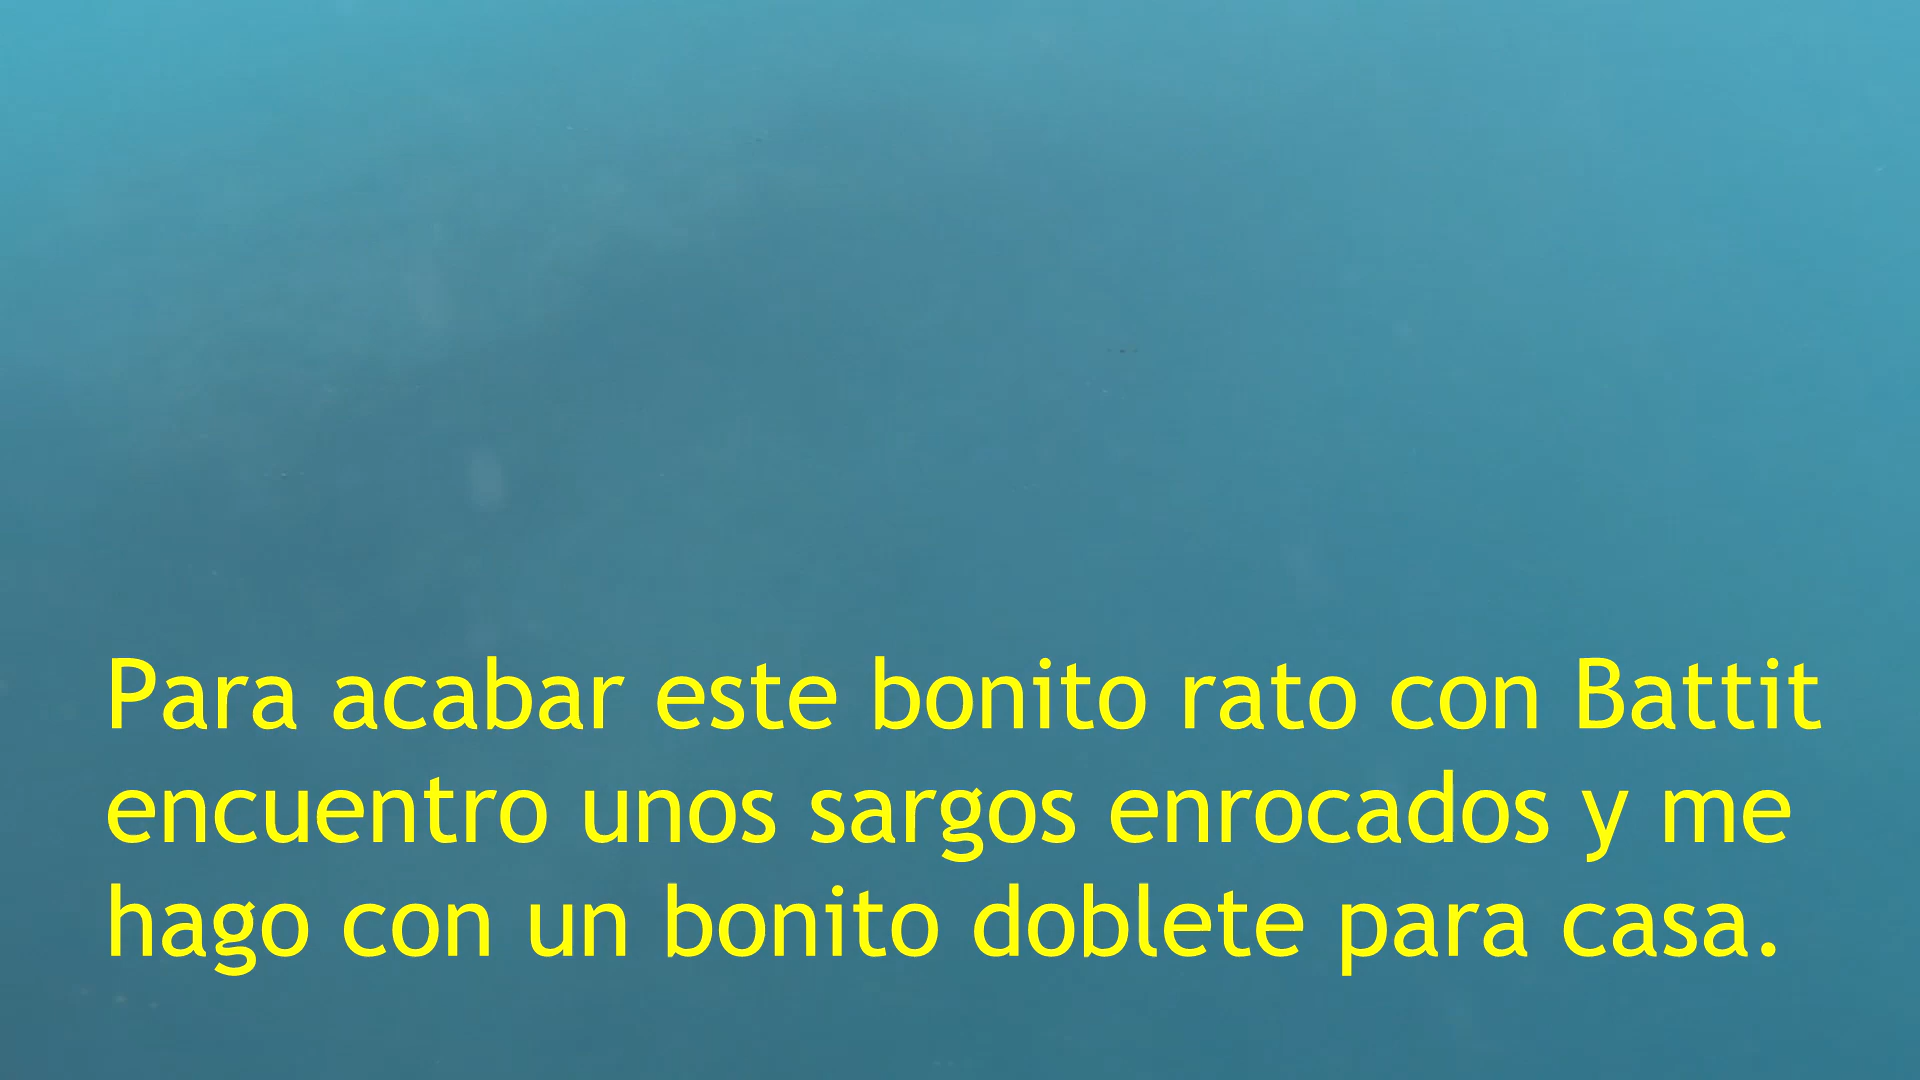 Para acabar este bonito rato con Battit
encuentro unos sargos enrocados y me
hago con un bonito doblete para casa.